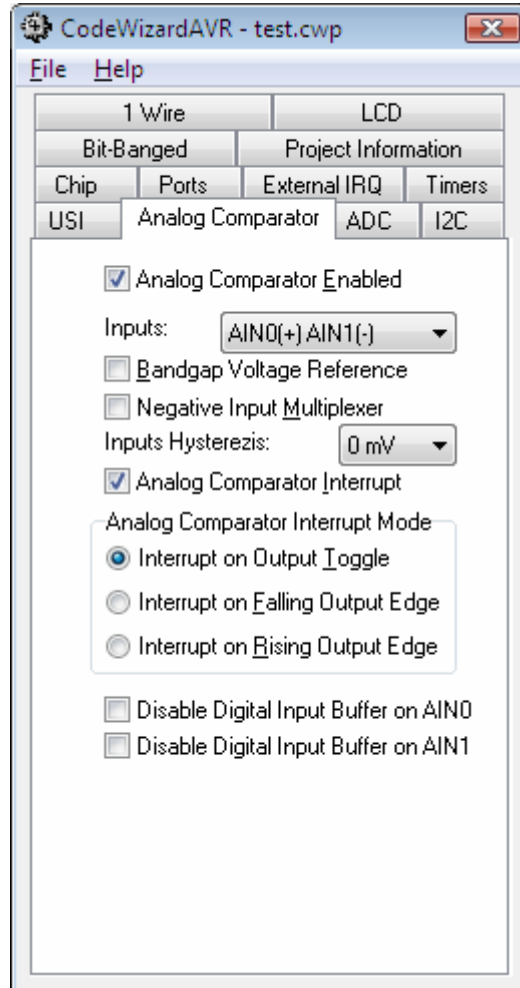 CodeWizardAVR - test.cwp
File Help
1 Wire LCD
Bit-Banged Project Information
Chip Ports External IRQ Timers
USI Analog Comparator ADC I2C
Analog Comparator Enabled
Inputs: AIN0(+) AIN1(-)
Bandgap Voltage Reference
Negative Input Multiplexer
Inputs Hysterezis: 0 mV
Analog Comparator Interrupt
Analog Comparator Interrupt Mode
Interrupt on Output Toggle
Interrupt on Falling Output Edge
Interrupt on Rising Output Edge
Disable Digital Input Buffer on AIN0
Disable Digital Input Buffer on AIN1